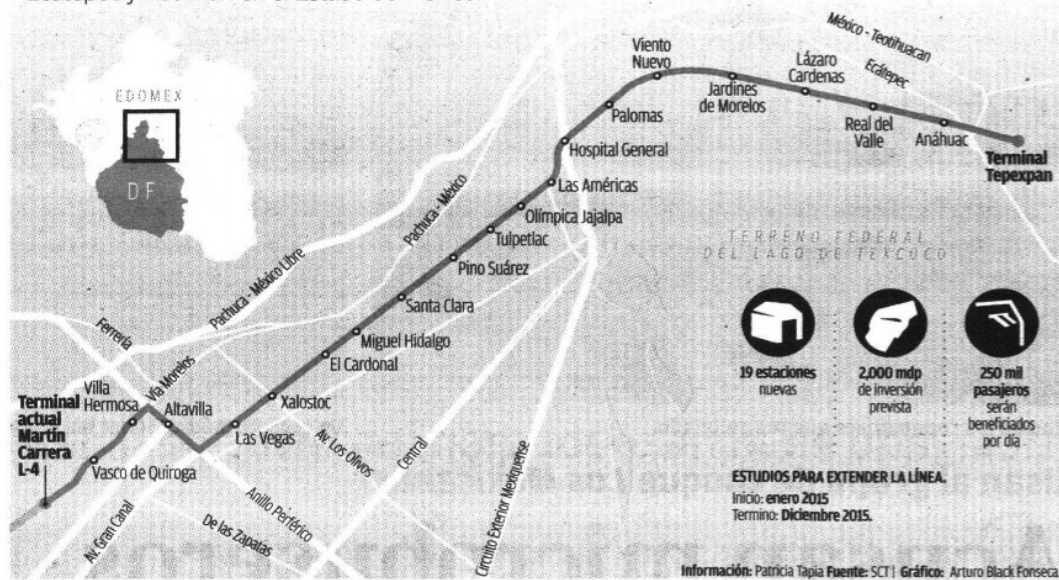 EDOMEX
DF
Viento
Nuevo
Palomas
Jardines
de Morelos
Lázaro
Cardenas
México - Teotihuacan
Ecátepec
Real del
Valle
Anáhuac
Terminal
Tepexpan
Hospital General
Las Américas
Olímpica Jajalpa
Tulpetlac
Pino Suárez
Santa Clara
Miguel Hidalgo
El Cardonal
Xalostoc
Las Vegas
Altavilla
Villa
Hermosa
Vasco de Quiroga
Terminal
actual
Martín
Carrera
L-4
Ferrería
Vía Morelos
Pachuca - México Libre
Pachuca - México
Av. Gran Canal
Anillo Periférico
De las Zapatas
Av. Los Olivos
Central
Circuito Exterior Mexiquense
TERRENO FEDERAL
DEL LAGO DE TEXCOCO
19 estaciones
nuevas
2,000 mdp
de inversión
prevista
250 mil
pasajeros
serán
beneficiados
por día
ESTUDIOS PARA EXTENDER LA LÍNEA.
Inicio: enero 2015
Termino: Diciembre 2015.
Información: Patricia Tapia Fuente: SCT | Gráfico: Arturo Black Fonseca